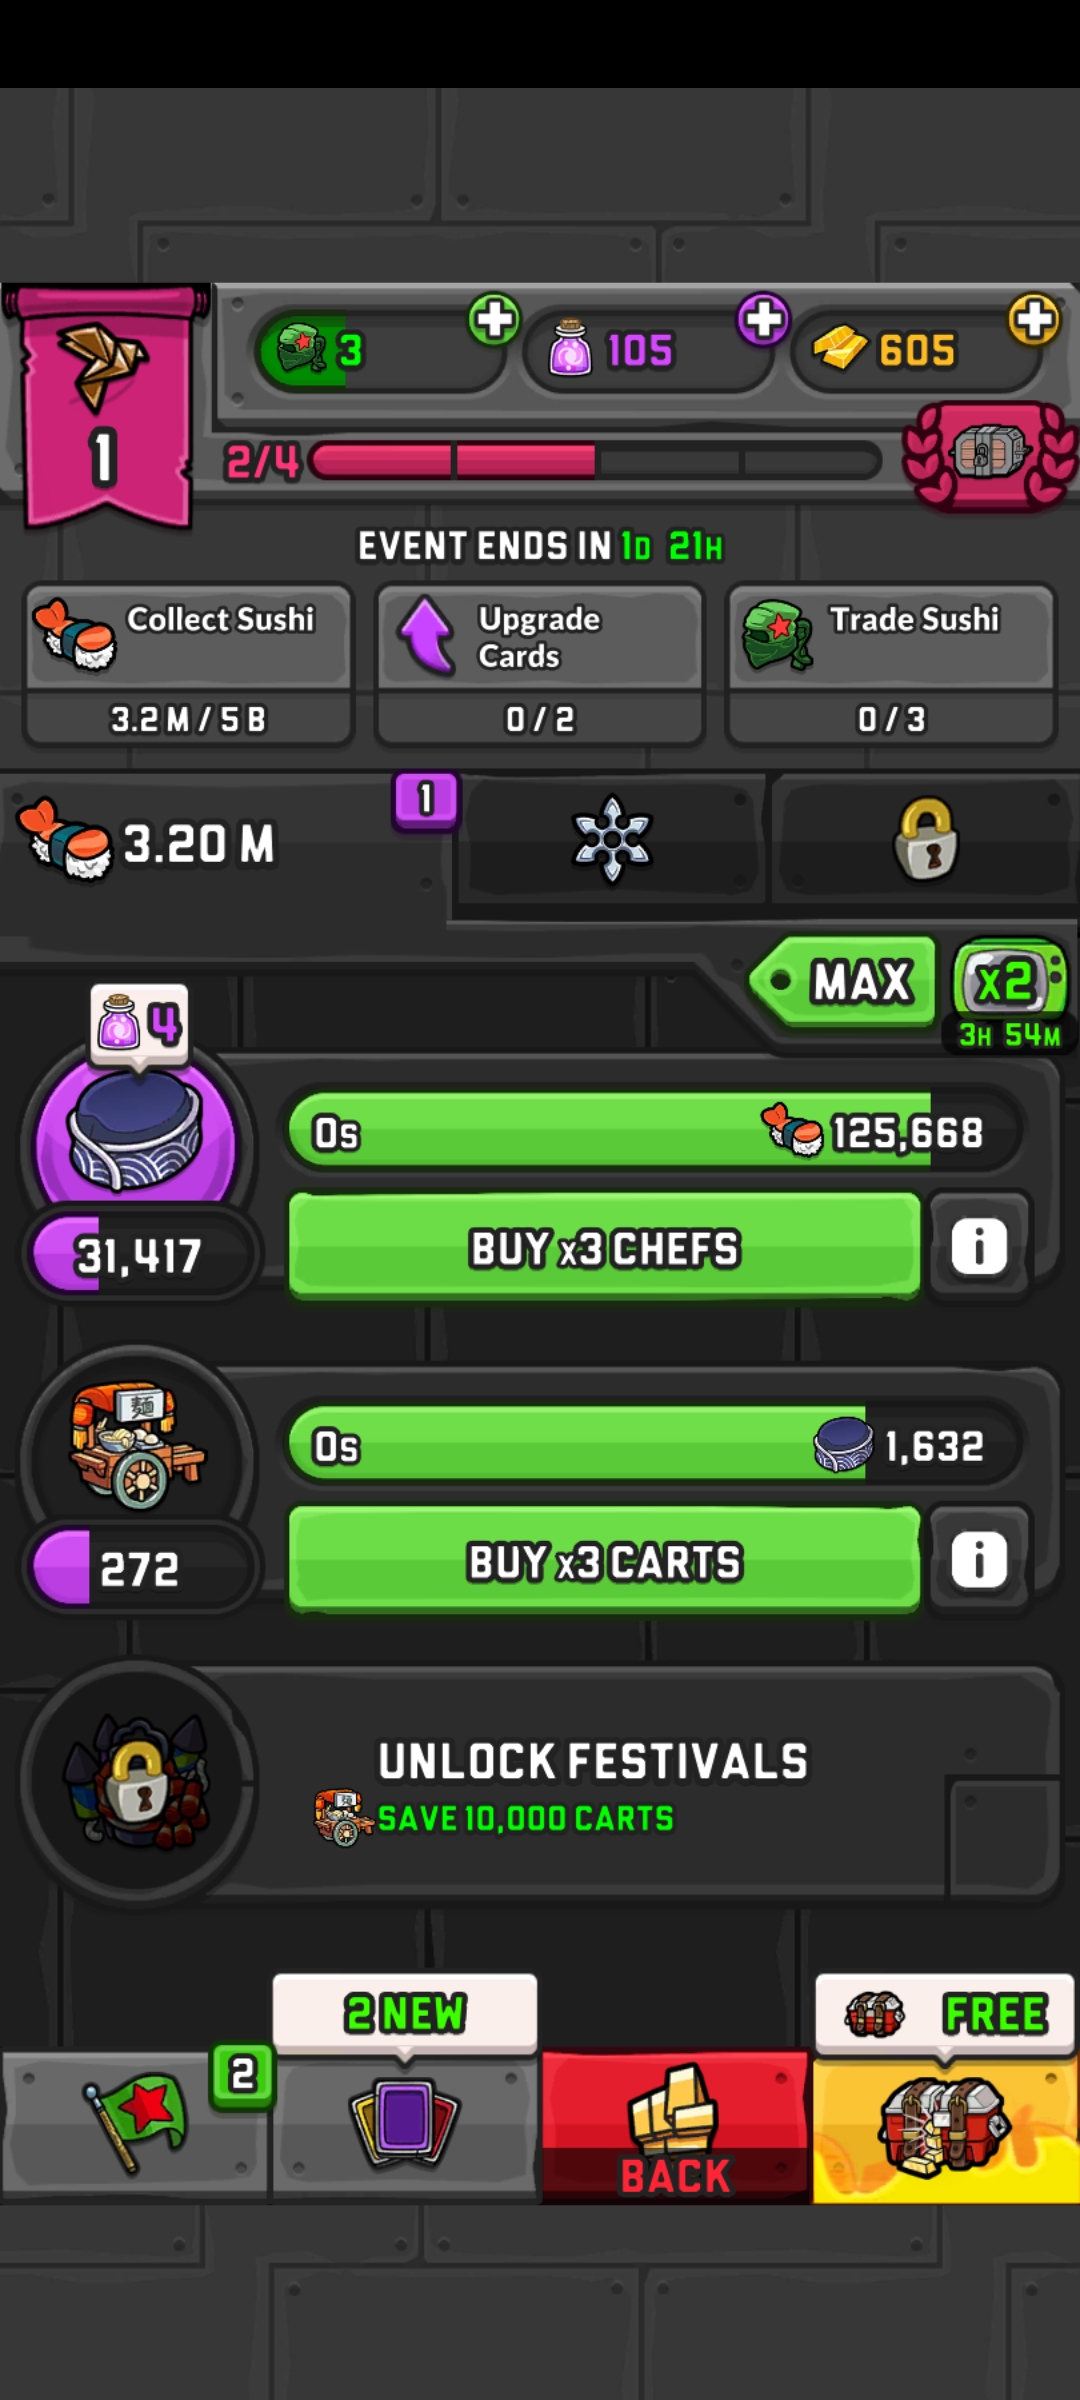 3
105
605
1
2/4
EVENT ENDS IN 1D 21H
Collect Sushi
3.2 M / 5 B
Upgrade
Cards
0 / 2
Trade Sushi
0 / 3
3.20 M
1
MAX
x2
3H 54M
4
0s
125,668
31,417
BUY x3 CHEFS
i
麺
0s
1,632
272
BUY x3 CARTS
i
UNLOCK FESTIVALS
SAVE 10,000 CARTS
2
2 NEW
BACK
FREE